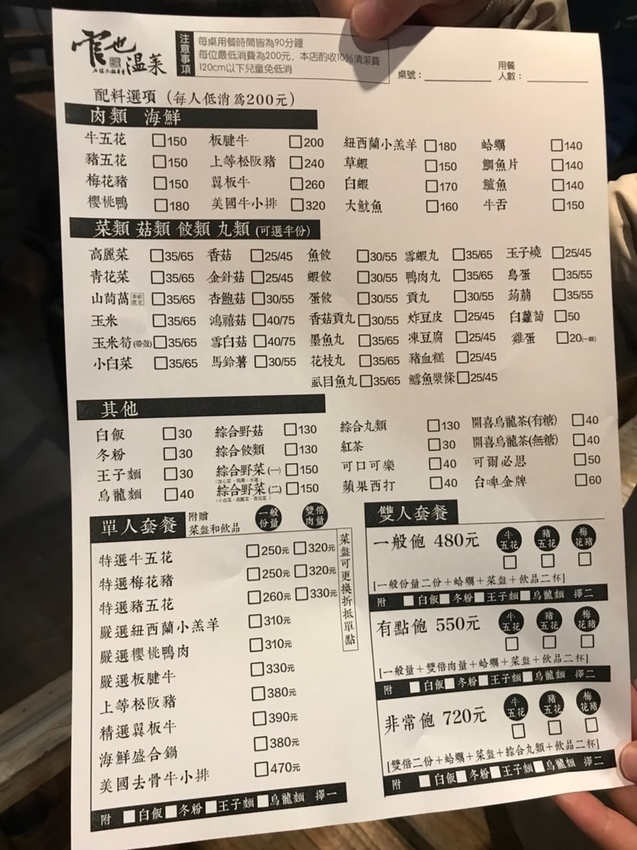 官也
溫菜
注意事項
每桌用餐時間皆為90分鐘
每位最低消費為200元,本店酌收10%清潔費
120cm以下兒童免低消
桌號:
用餐人數:
配料選項 (每人低消為200元)
肉類 海鮮
牛五花 □150 板腱牛 □200 紐西蘭小羔羊 □180 蛤蠣 □140
豬五花 □150 上等松阪豬 □240 草蝦 □150 鯛魚片 □140
梅花豬 □150 翼板牛 □260 白蝦 □170 鱸魚 □140
櫻桃鴨 □180 美國牛小排 □320 大魷魚 □160 牛舌 □150
菜類 菇類 餃類 丸類 (可選半份)
高麗菜 □35/65 香菇 □25/45 魚餃 □30/55 雪蝦丸 □35/65 玉子燒 □25/45
青花菜 □35/65 金針菇 □25/45 蝦餃 □30/55 鴨肉丸 □35/65 鳥蛋 □35/55
山茼萵 □35/65 杏鮑菇 □30/55 蛋餃 □30/55 貢丸 □30/55 蒟蒻 □35/55
玉米 □35/65 鴻禧菇 □40/75 香菇貢丸 □30/55 炸豆皮 □25/45 白蘿蔔 □50
玉米筍(帶殼) □35/65 雪白菇 □40/75 墨魚丸 □35/65 凍豆腐 □25/45 雞蛋 □20(一顆)
小白菜 □35/65 馬鈴薯 □30/55 花枝丸 □35/65 豬血糕 □25/45
虱目魚丸 □35/65 鱈魚漿條 □25/45
其他
白飯 □30 綜合野菇 □130 綜合丸類 □130 開喜烏龍茶(有糖) □40
冬粉 □30 綜合餃類 □130 紅茶 □30 開喜烏龍茶(無糖) □40
王子麵 □30 綜合野菜(一) □150 可口可樂 □40 可爾必思 □50
烏龍麵 □40 綜合野菜(二) □150 蘋果西打 □40 台啤金牌 □60
單人套餐 附贈菜盤和飲品 一般份量 雙倍肉量
特選牛五花 □250元 □320元
特選梅花豬 □250元 □320元
特選豬五花 □260元 □330元
嚴選紐西蘭小羔羊 □310元
嚴選櫻桃鴨肉 □310元
嚴選板腱牛 □330元
上等松阪豬 □380元
精選翼板牛 □390元
海鮮盛合鍋 □380元
美國去骨牛小排 □470元
菜盤可更換折抵單點
附 □白飯 □冬粉 □王子麵 □烏龍麵 擇一
雙人套餐
一般飽 480元 牛五花 豬五花 梅花豬
[一般份量二份+蛤蠣+菜盤+飲品二杯]
附 □白飯 □冬粉 □王子麵 □烏龍麵 擇二
有點飽 550元 牛五花 豬五花 梅花豬
[一般量+雙倍肉量+蛤蠣+菜盤+飲品二杯]
附 □白飯 □冬粉 □王子麵 □烏龍麵 擇二
非常飽 720元 牛五花 豬五花 梅花豬
[雙倍二份+蛤蠣+菜盤+綜合丸類+飲品二杯]
附 □白飯 □冬粉 □王子麵 □烏龍麵 擇二